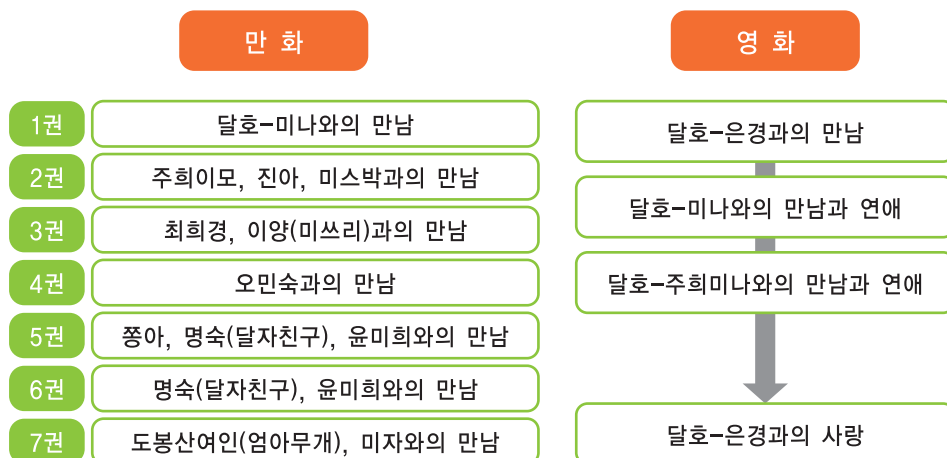 만 화
1권
달호-미나와의 만남
2권
주희이모, 진아, 미스박과의 만남
3권
최희경, 이양(미쓰리)과의 만남
4권
오민숙과의 만남
5권
쫑아, 명숙(달자친구), 윤미희와의 만남
6권
명숙(달자친구), 윤미희와의 만남
7권
도봉산여인(엄아무개), 미자와의 만남
영 화
달호-은경과의 만남
달호-미나와의 만남과 연애
달호-주희미나와의 만남과 연애
달호-은경과의 사랑